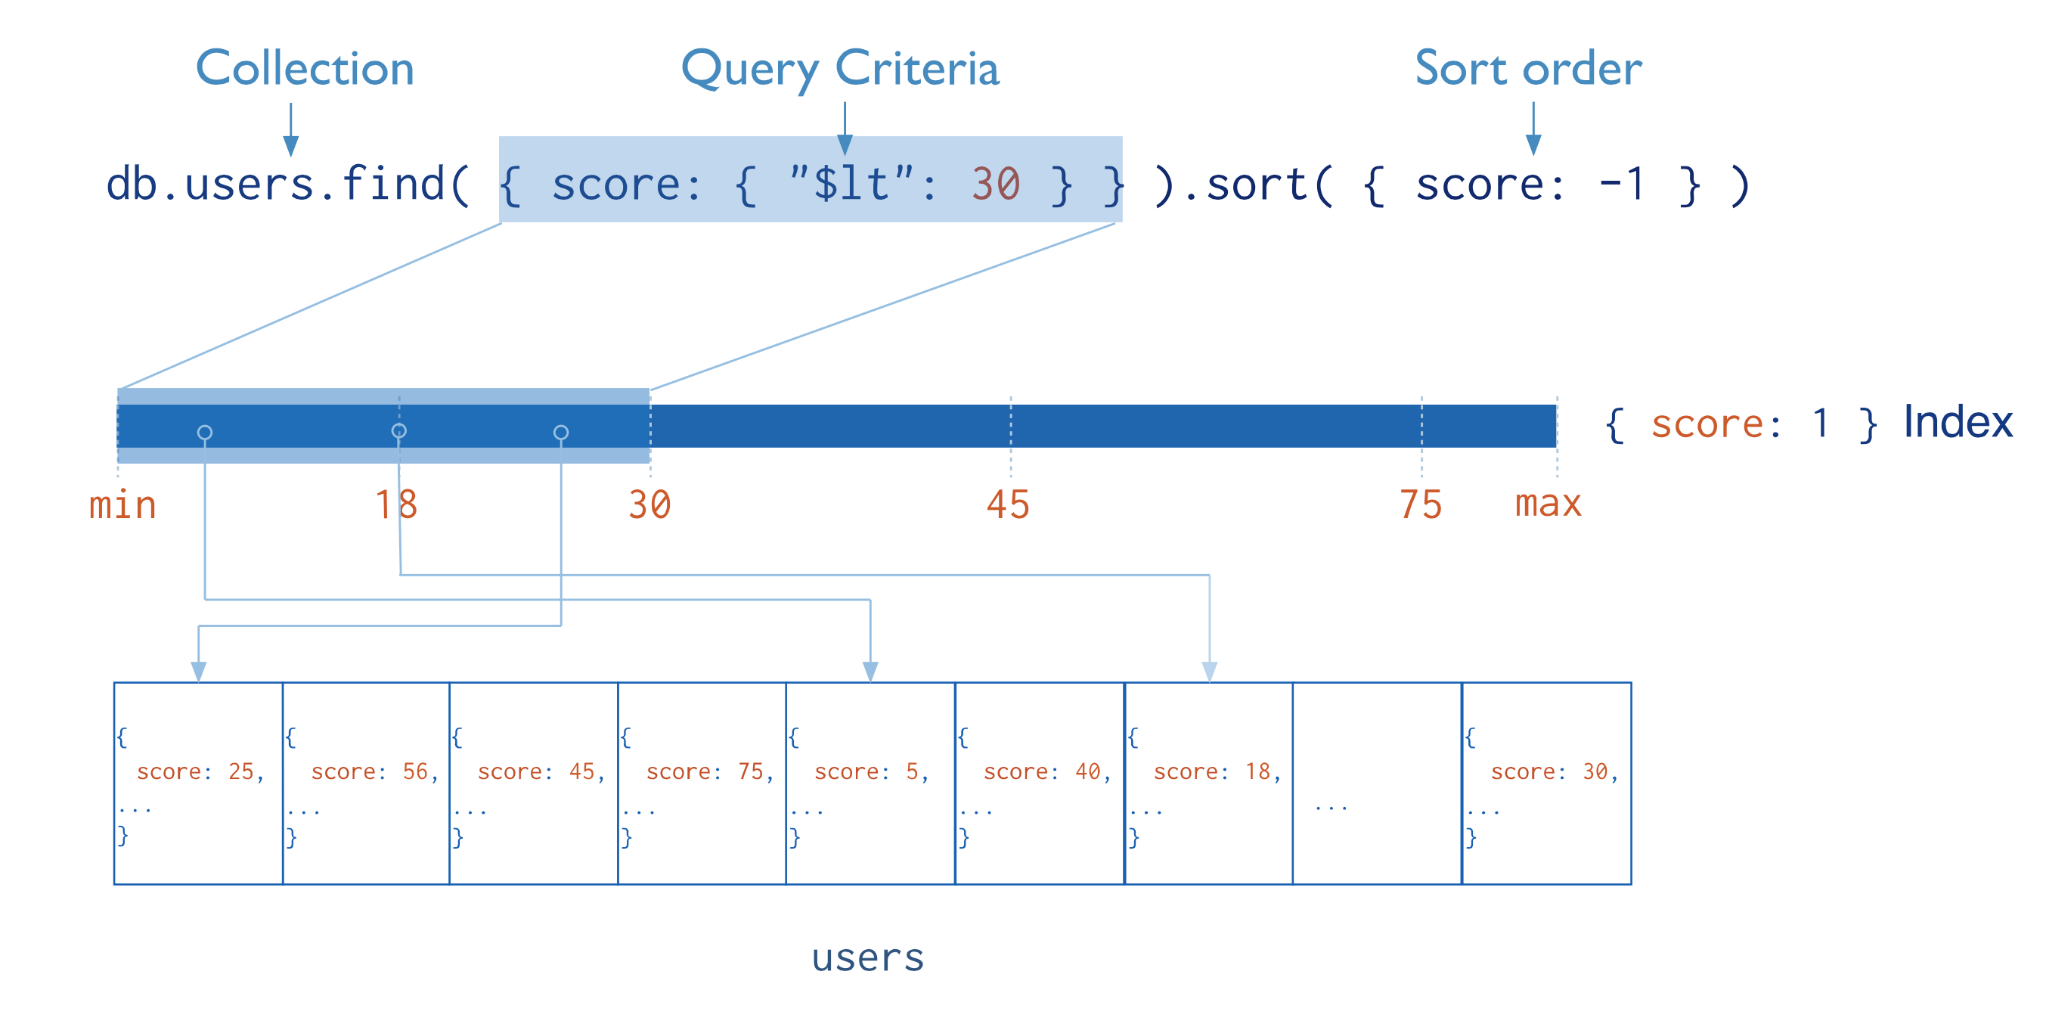 Collection Query Criteria Sort order
db.users.find( { score: { "$lt": 30 } } ).sort( { score: -1 } )
{ score: 1 } Index
min 18 30 45 75 max
{ { { { { { { {
score: 25, score: 56, score: 45, score: 75, score: 5, score: 40, score: 18, score: 30,
... ... ... ... ... ... ... ... ...
} } } } } } } }
users